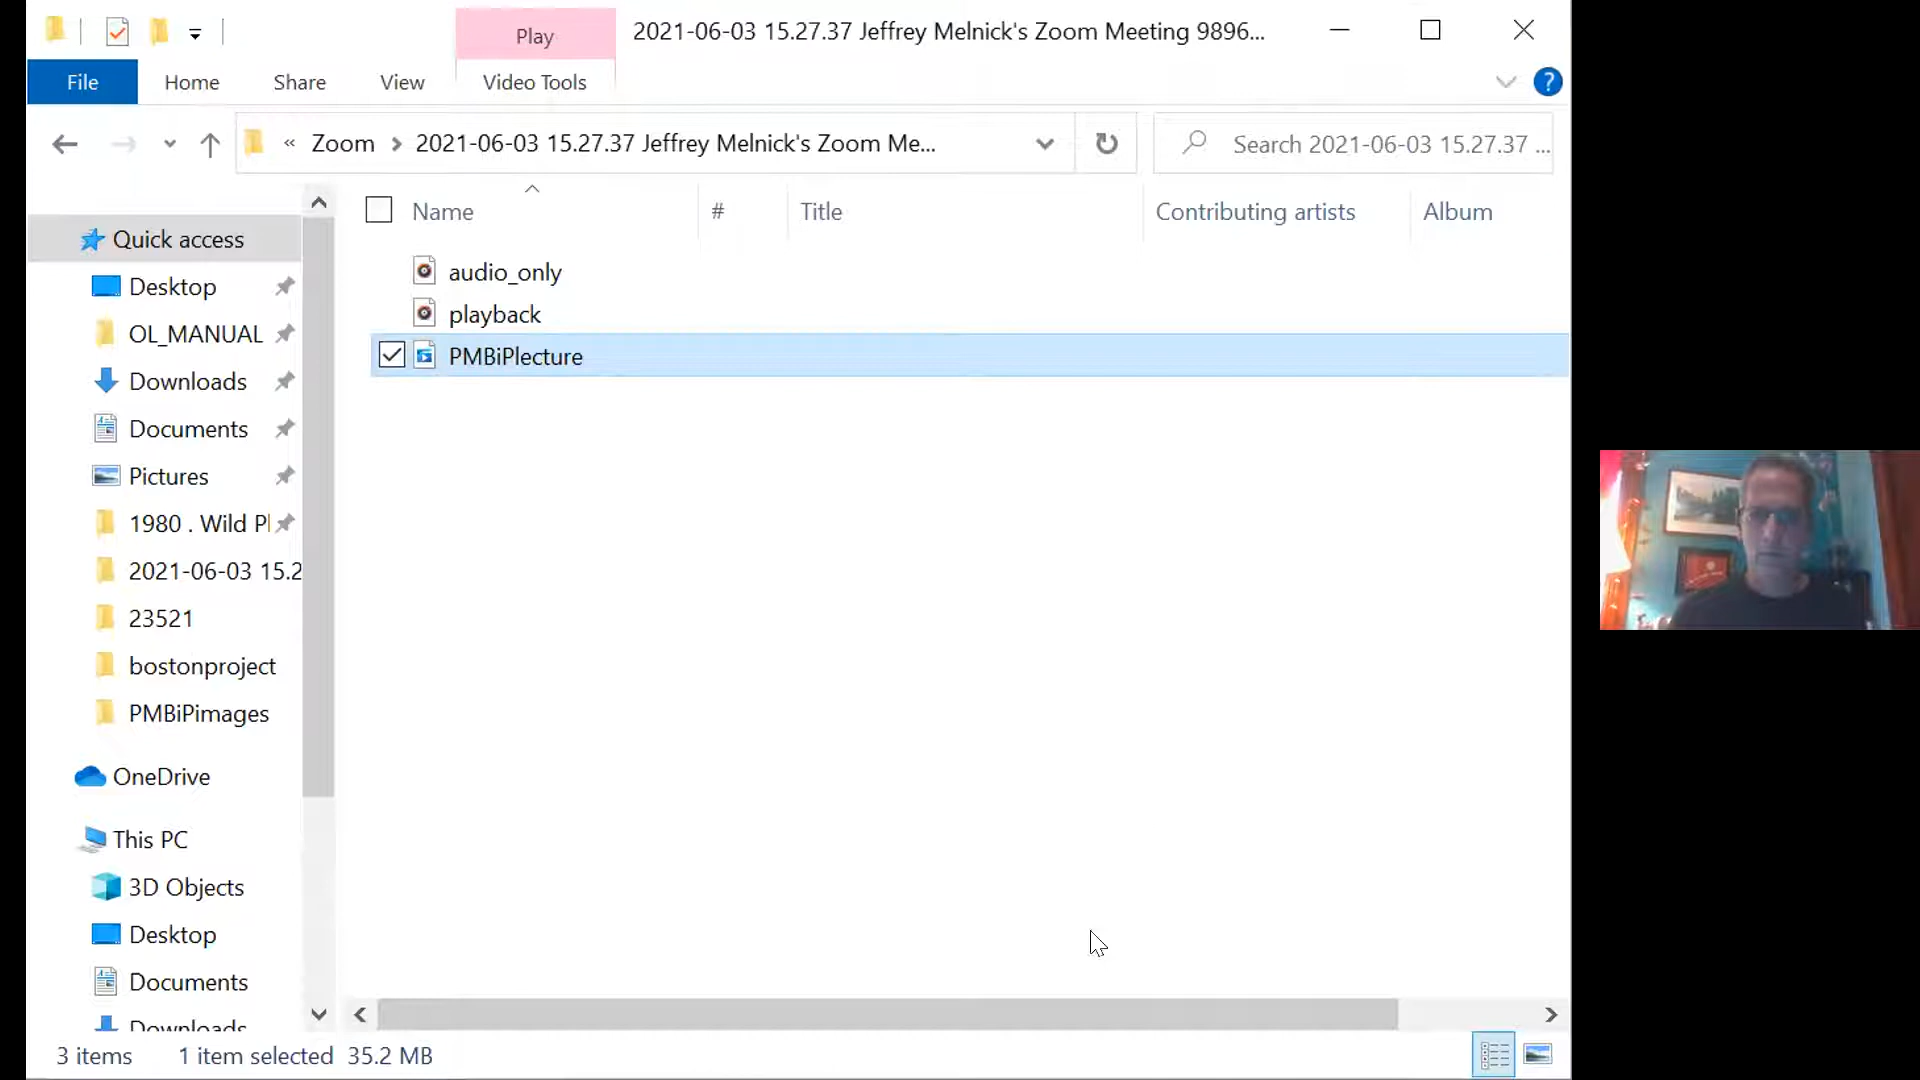 Play
2021-06-03 15.27.37 Jeffrey Melnick's Zoom Meeting 9896...
File
Home
Share
View
Video Tools
?
« Zoom > 2021-06-03 15.27.37 Jeffrey Melnick's Zoom Me...
Search 2021-06-03 15.27.37 ...
Name
#
Title
Contributing artists
Album
Quick access
Desktop
OL_MANUAL
Downloads
Documents
Pictures
1980 . Wild Pl
2021-06-03 15.2
23521
bostonproject
PMBiPimages
OneDrive
This PC
3D Objects
Desktop
Documents
Downloads
audio_only
playback
PMBiPlecture
3 items
1 item selected 35.2 MB